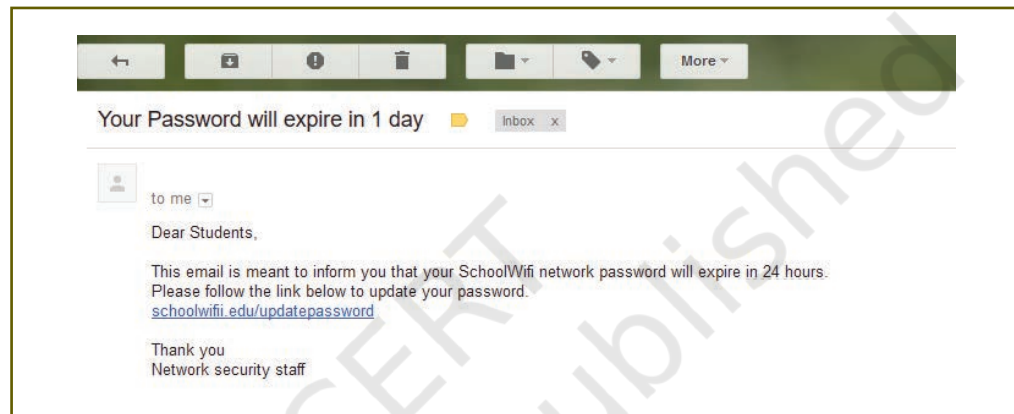 More
Your Password will expire in 1 day Inbox x
to me
Dear Students,
This email is meant to inform you that your SchoolWifi network password will expire in 24 hours.
Please follow the link below to update your password.
schoolwifii.edu/updatepassword
Thank you
Network security staff